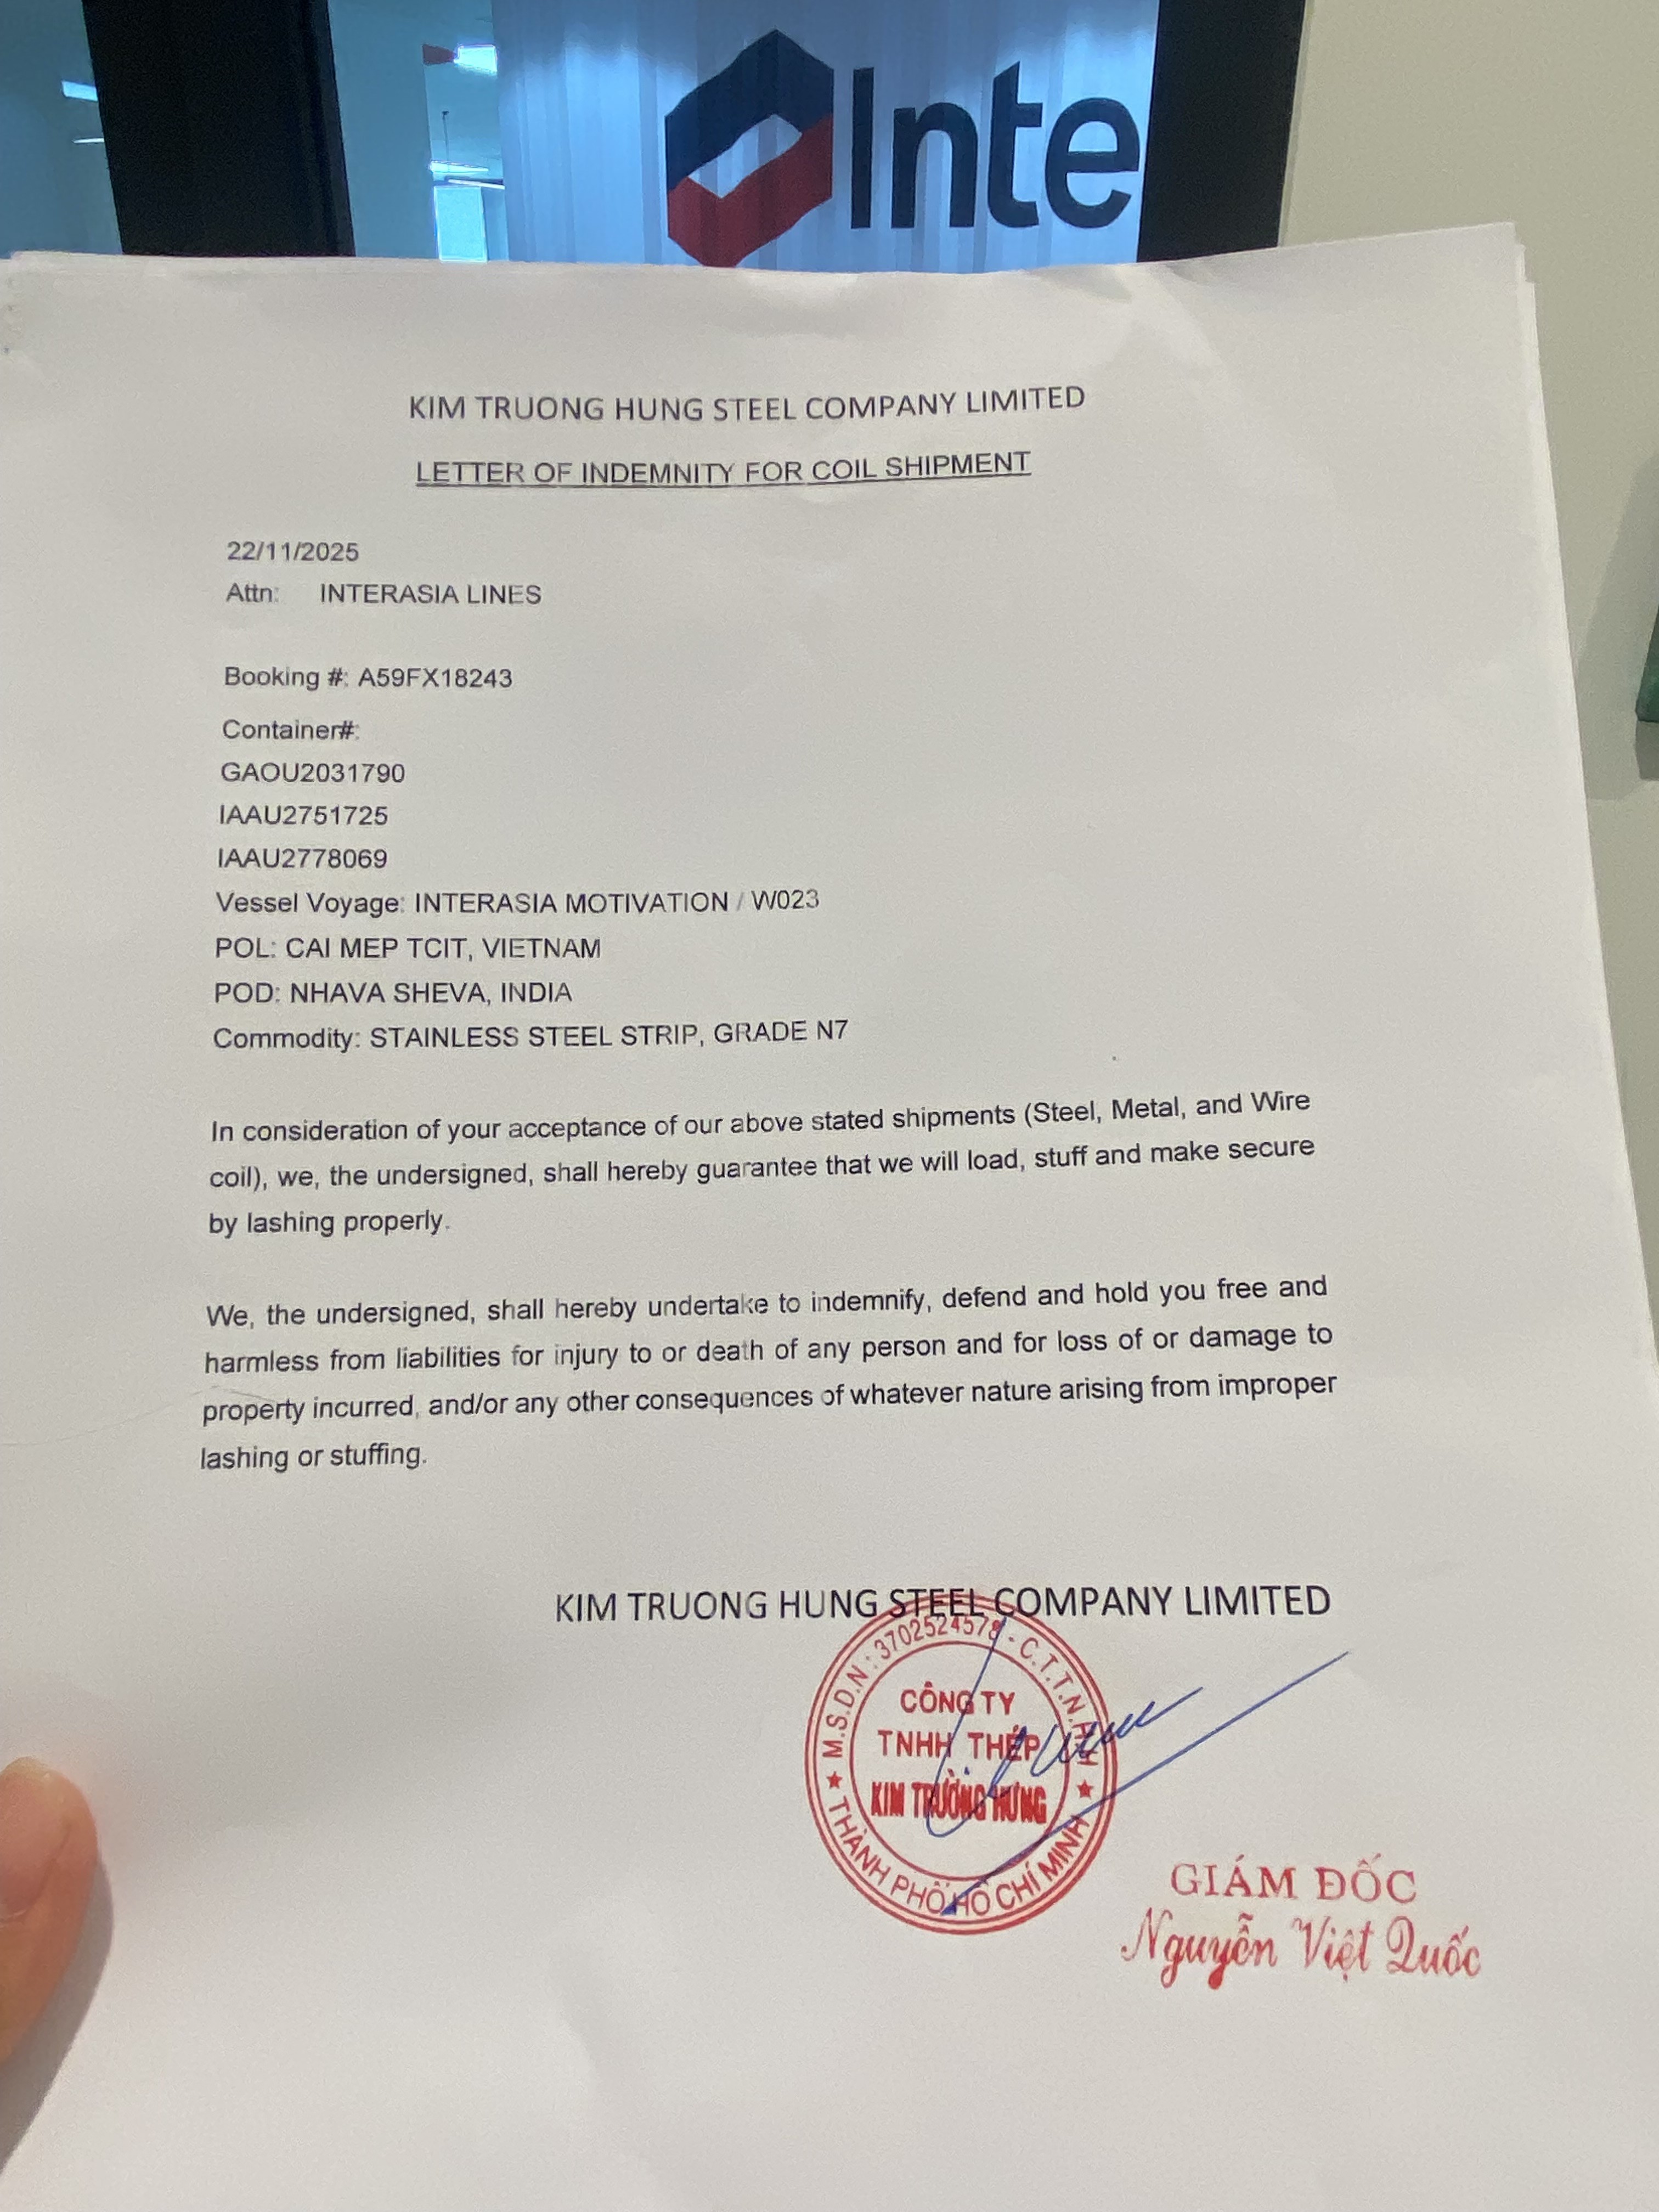 Inte
KIM TRUONG HUNG STEEL COMPANY LIMITED
LETTER OF INDEMNITY FOR COIL SHIPMENT
22/11/2025
Attn: INTERASIA LINES
Booking #: A59FX18243
Container#:
GAOU2031790
IAAU2751725
IAAU2778069
Vessel Voyage: INTERASIA MOTIVATION / W023
POL: CAI MEP TCIT, VIETNAM
POD: NHAVA SHEVA, INDIA
Commodity: STAINLESS STEEL STRIP, GRADE N7
In consideration of your acceptance of our above stated shipments (Steel, Metal, and Wire
coil), we, the undersigned, shall hereby guarantee that we will load, stuff and make secure
by lashing properly.
We, the undersigned, shall hereby undertake to indemnify, defend and hold you free and
harmless from liabilities for injury to or death of any person and for loss of or damage to
property incurred, and/or any other consequences of whatever nature arising from improper
lashing or stuffing.
KIM TRUONG HUNG STEEL COMPANY LIMITED
M.S.D.N: 3702524578 - C.T.T.N.H.H
CÔNG TY
TNHH THÉP
KIM TRƯỜNG HƯNG
THÀNH PHỐ HỒ CHÍ MINH
GIÁM ĐỐC
Nguyễn Việt Quốc